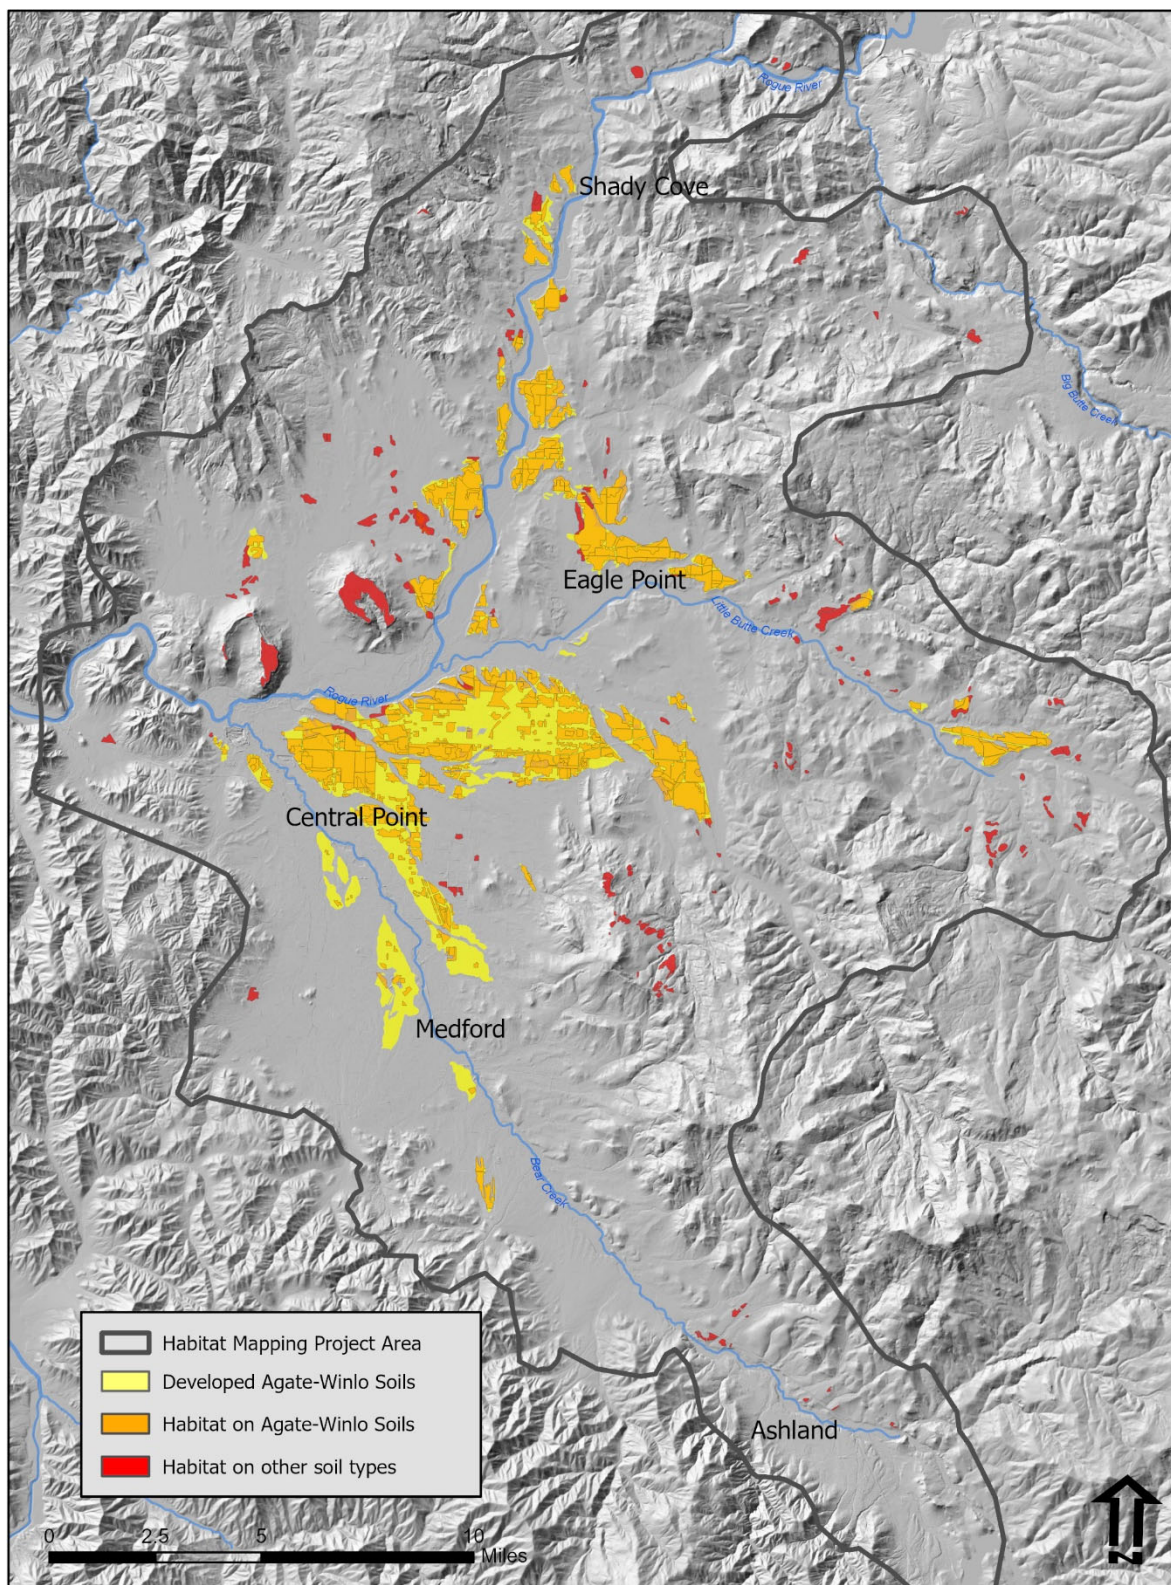 Rogue River
Shady Cove
Big Butte Creek
Eagle Point
Little Butte Creek
Rogue River
Central Point
Medford
Bear Creek
Habitat Mapping Project Area
Developed Agate-Winlo Soils
Habitat on Agate-Winlo Soils
Habitat on other soil types
Ashland
0 2.5 5 10
Miles
N